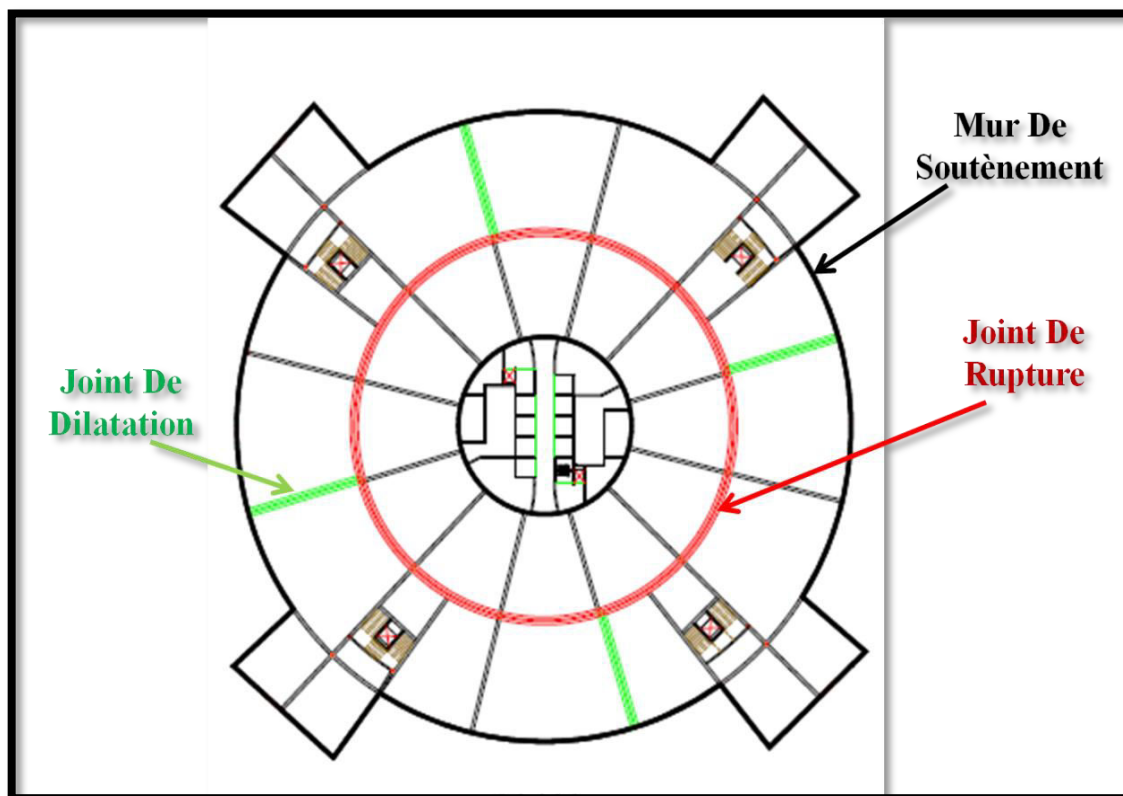 Mur De
Soutènement
Joint De
Rupture
Joint De
Dilatation